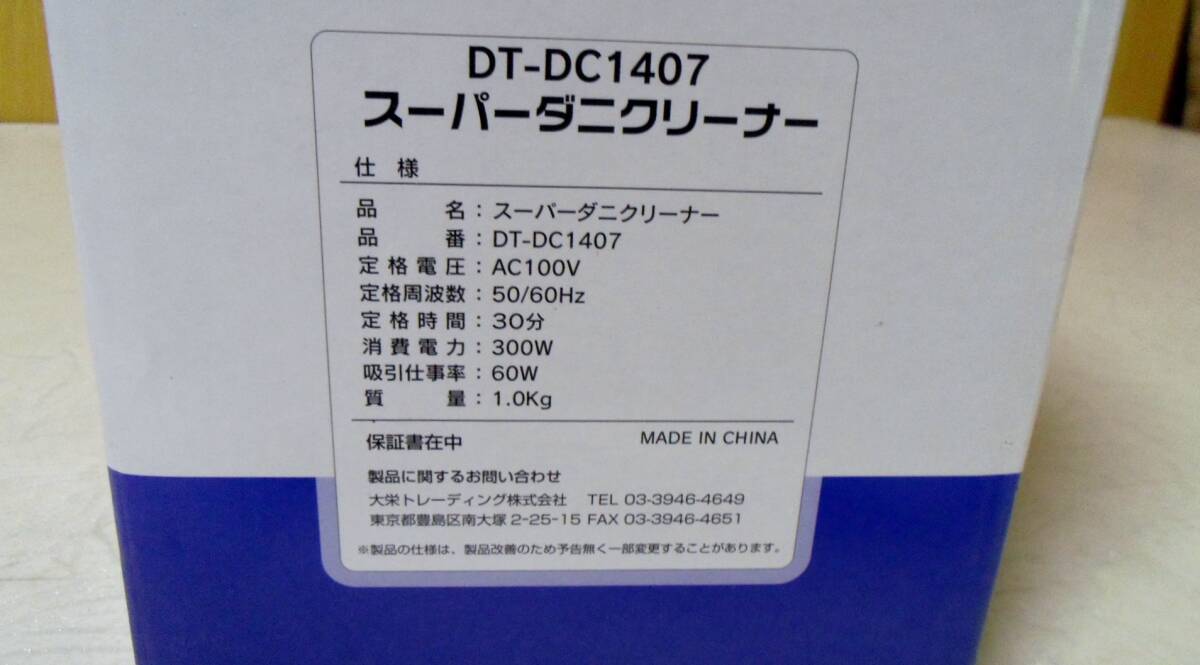 DT-DC1407
スーパーダニクリーナー
仕 様
品 名：スーパーダニクリーナー
品 番：DT-DC1407
定格電圧：AC100V
定格周波数：50/60Hz
定格時間：30分
消費電力：300W
吸引仕事率：60W
質 量：1.0Kg
保証書在中 MADE IN CHINA
製品に関するお問い合わせ
大栄トレーディング株式会社 TEL 03-3946-4649
東京都豊島区南大塚2-25-15 FAX 03-3946-4651
※製品の仕様は、製品改善のため予告無く一部変更することがあります。